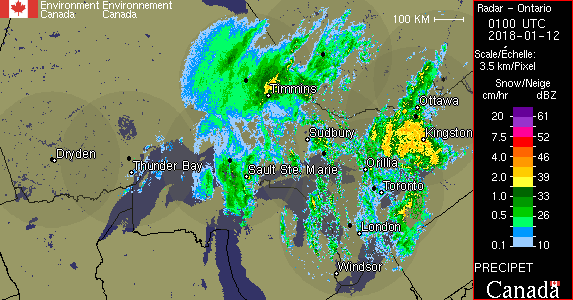 Environment Environnement
Canada Canada
100 KM
Timmins
Ottawa
Sudbury
Kingston
Dryden
Thunder Bay
Sault Ste. Marie
Orillia
Toronto
London
Windsor
Radar - Ontario
0100 UTC
2018-01-12
Scale/Échelle:
3.5 km/Pixel
Snow/Neige
cm/hr dBZ
20 61
7.5 52
4.0 46
2.0 39
1.0 33
0.5 26
0.1 10
PRECIPET
Canada